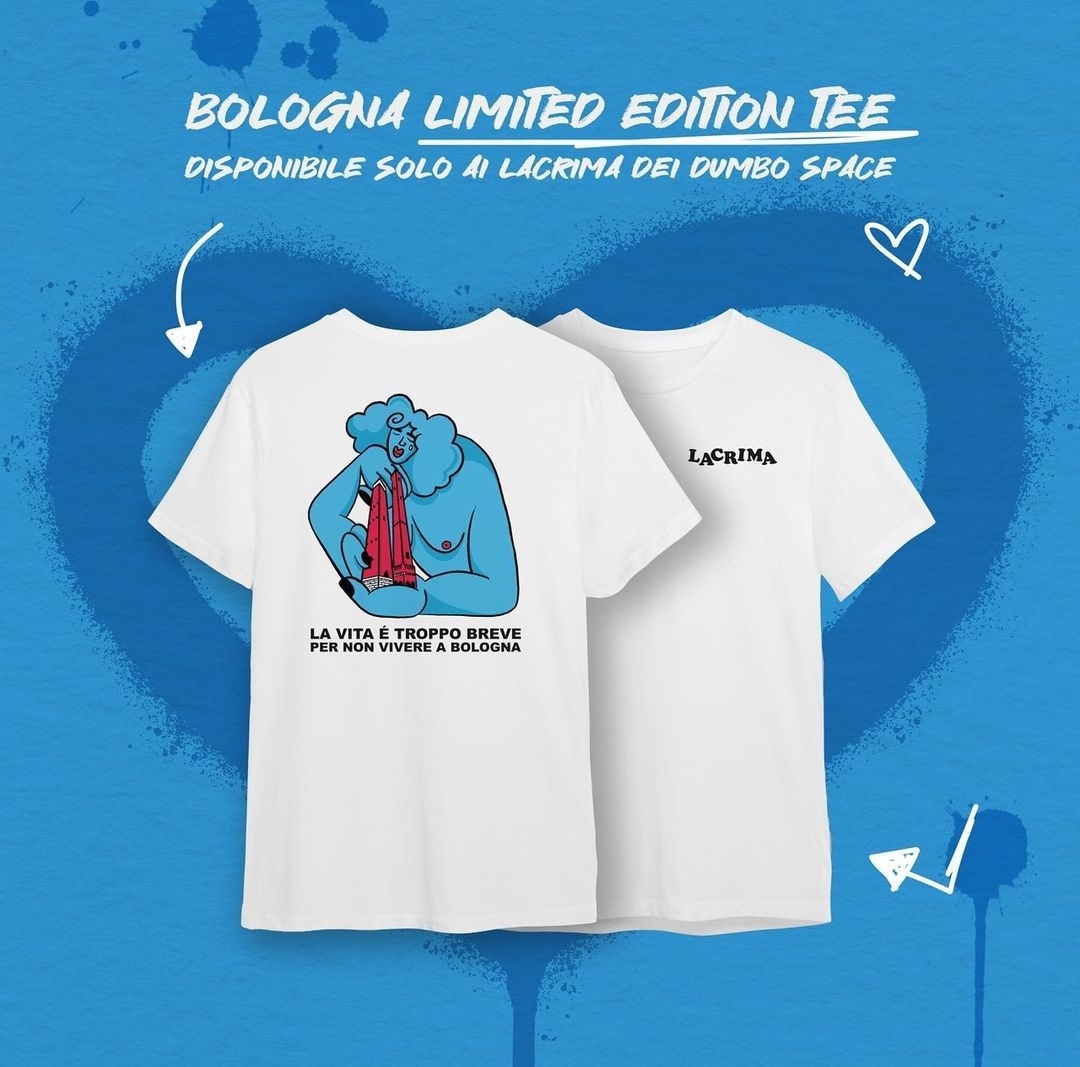 BOLOGNA LIMITED EDITION TEE
DISPONIBILE SOLO AI LACRIMA DEI DUMBO SPACE
LACRIMA
LA VITA É TROPPO BREVE
PER NON VIVERE A BOLOGNA